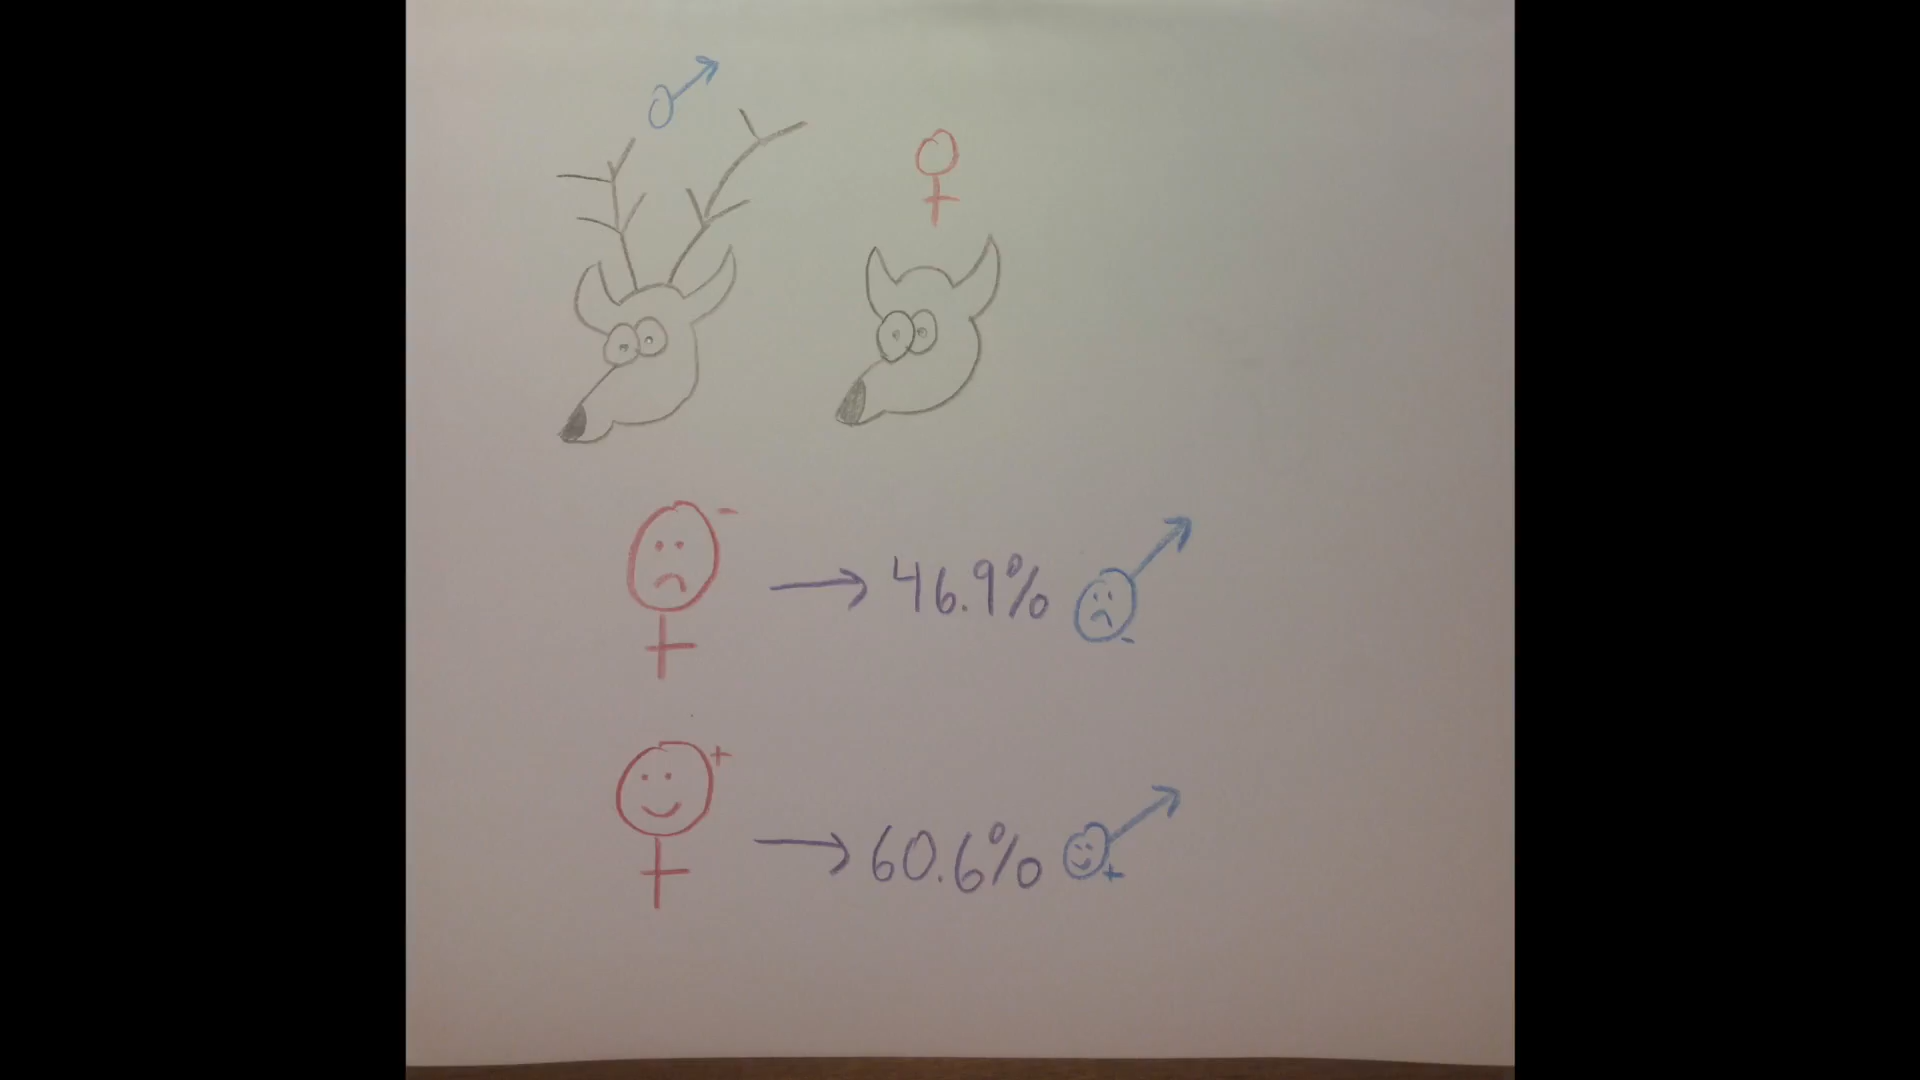 ♂
♀
- → 46.9% -
+ → 60.6% +